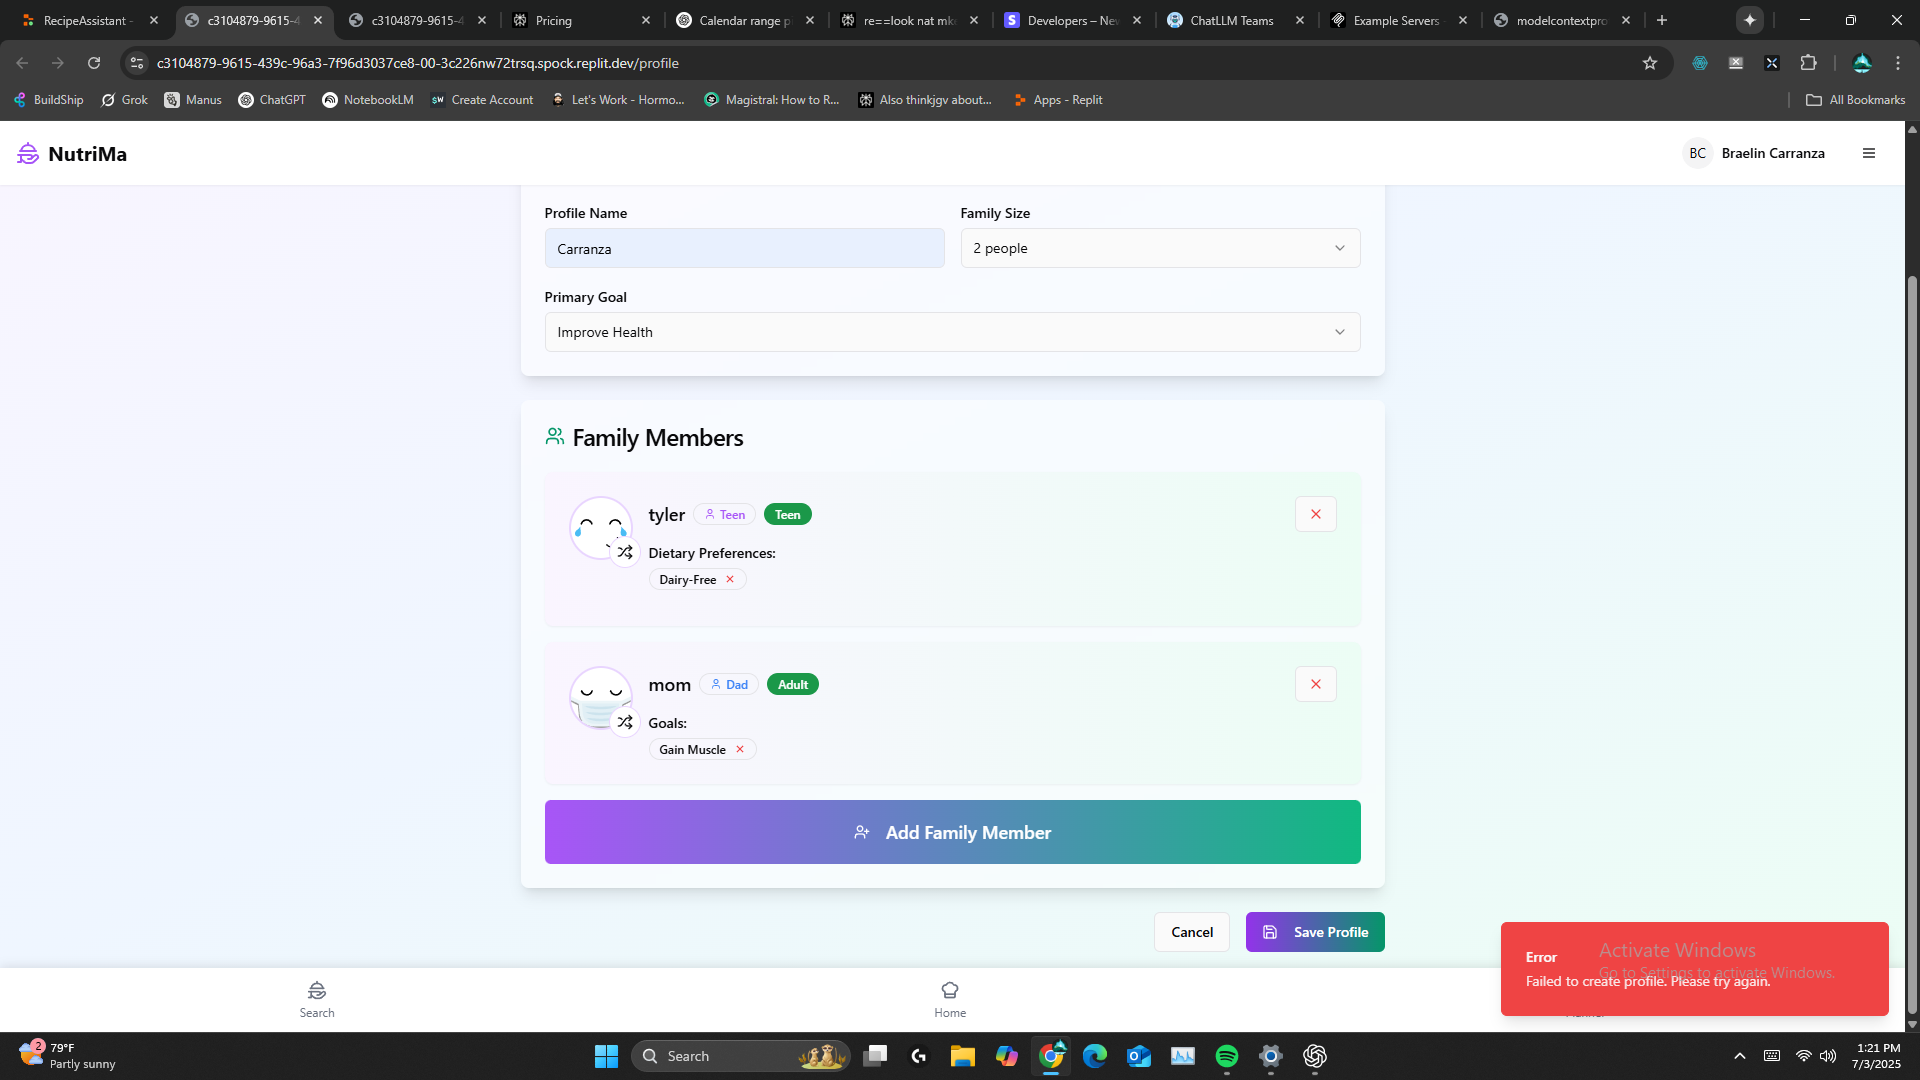 RecipeAssistant -
c3104879-9615-4
c3104879-9615-4
Pricing
Calendar range p
re==look nat mk
Developers – New
ChatLLM Teams
Example Servers -
modelcontextpro
c3104879-9615-439c-96a3-7f96d3037ce8-00-3c226nw72trsq.spock.replit.dev/profile
BuildShip
Grok
Manus
ChatGPT
NotebookLM
SW
Create Account
Let's Work - Hormo...
Magistral: How to R...
Also thinkjgv about...
Apps - Replit
All Bookmarks
NutriMa
BC
Braelin Carranza
Profile Name
Family Size
Carranza
2 people
Primary Goal
Improve Health
Family Members
tyler
Teen
Teen
Dietary Preferences:
Dairy-Free
mom
Dad
Adult
Goals:
Gain Muscle
Add Family Member
Cancel
Save Profile
Activate Windows
Go to Settings to activate Windows.
Error
Failed to create profile. Please try again.
Search
Home
2
79°F
Partly sunny
Search
1:21 PM
7/3/2025